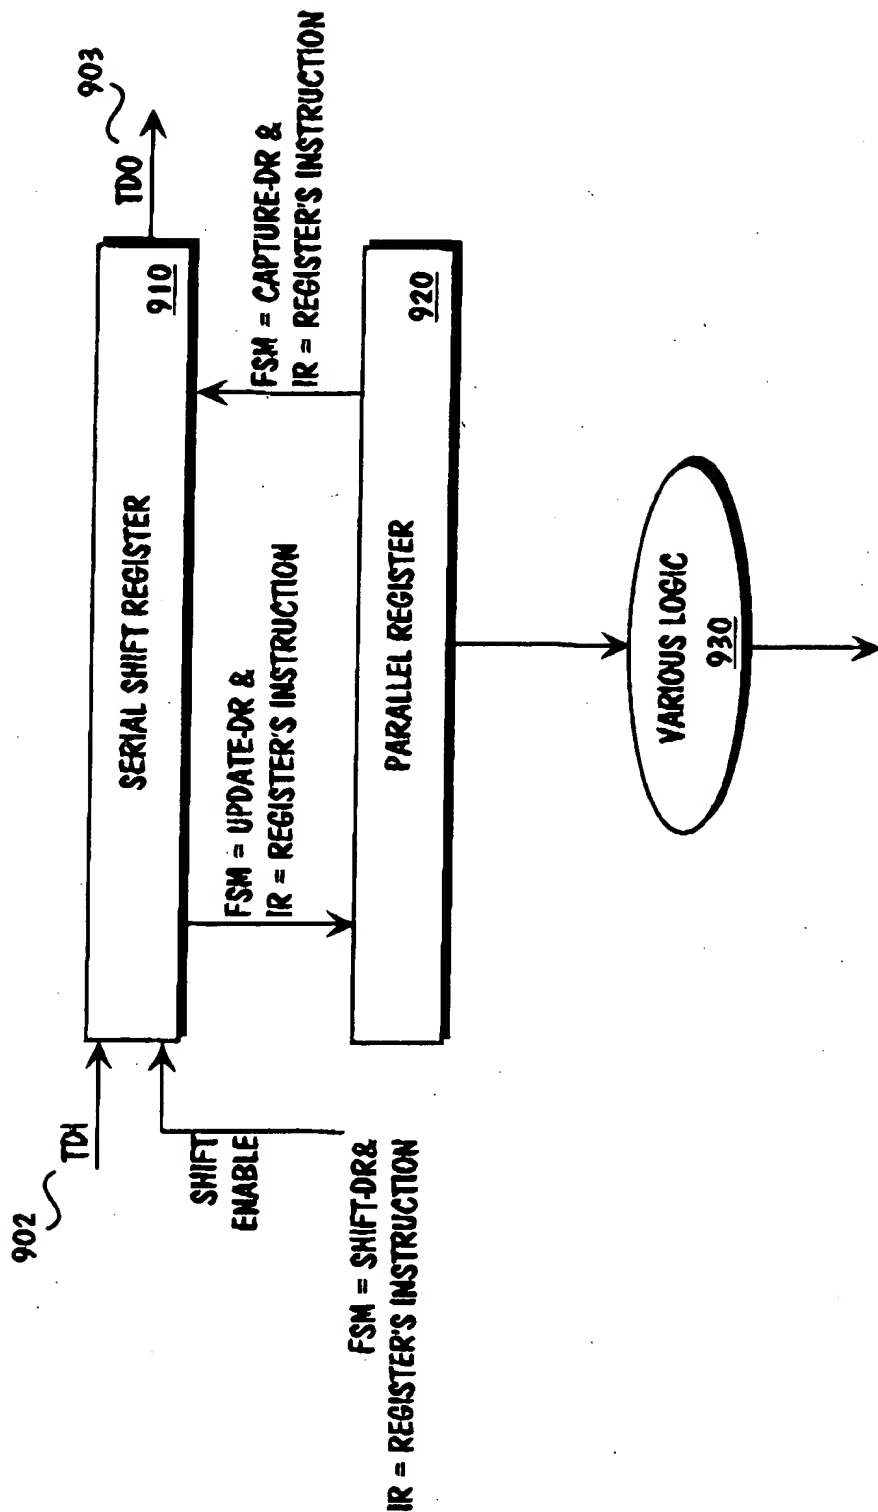 902
TDI
SERIAL SHIFT REGISTER
910
TDO
903
SHIFT
ENABLE
FSM = UPDATE-DR &
IR = REGISTER'S INSTRUCTION
FSM = CAPTURE-DR &
IR = REGISTER'S INSTRUCTION
FSM = SHIFT-DR&
IR = REGISTER'S INSTRUCTION
PARALLEL REGISTER
920
VARIOUS LOGIC
930